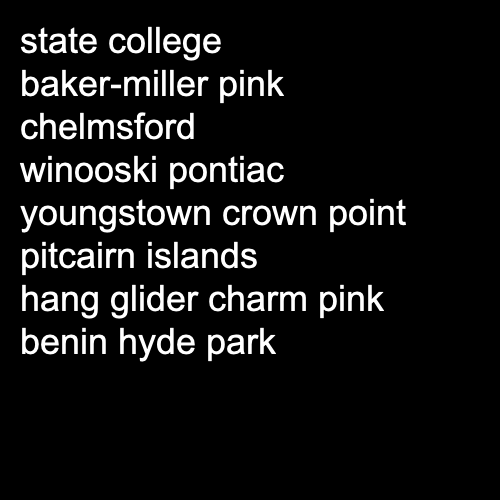 state college
baker-miller pink
chelmsford
winooski pontiac
youngstown crown point
pitcairn islands
hang glider charm pink
benin hyde park